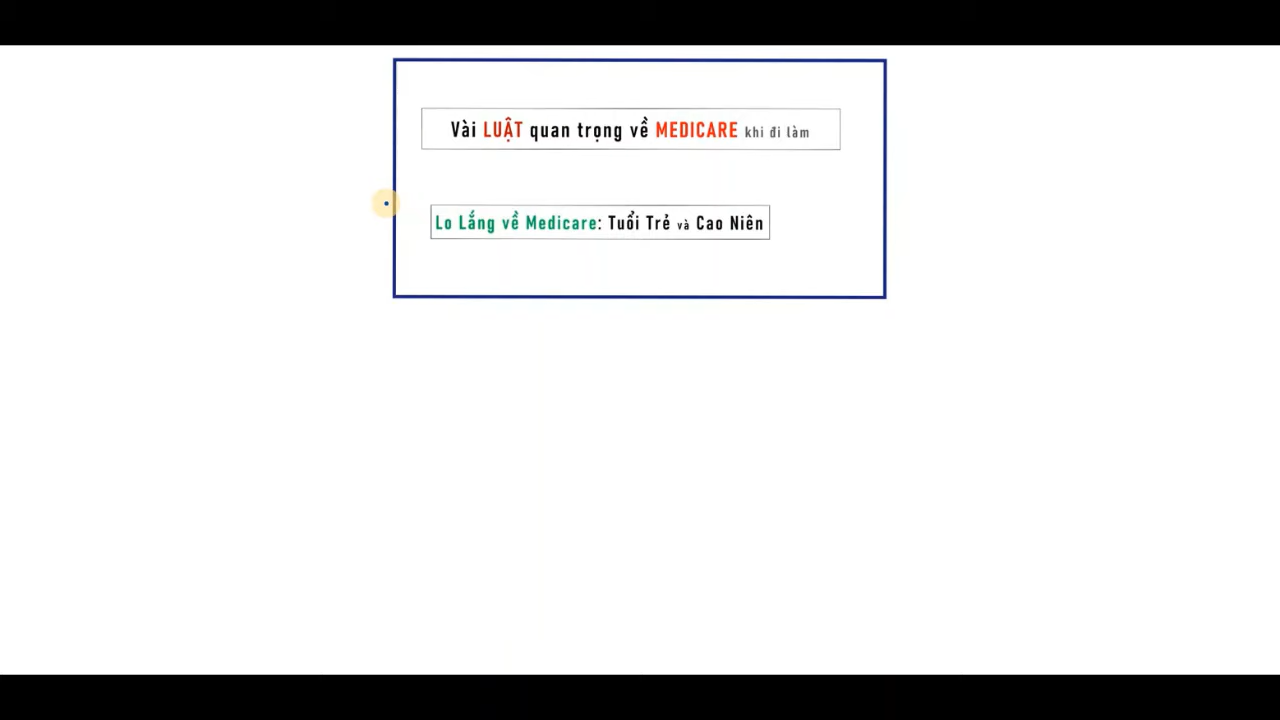 Vài LUẬT quan trọng về MEDICARE khi đi làm
Lo Lắng về Medicare: Tuổi Trẻ và Cao Niên